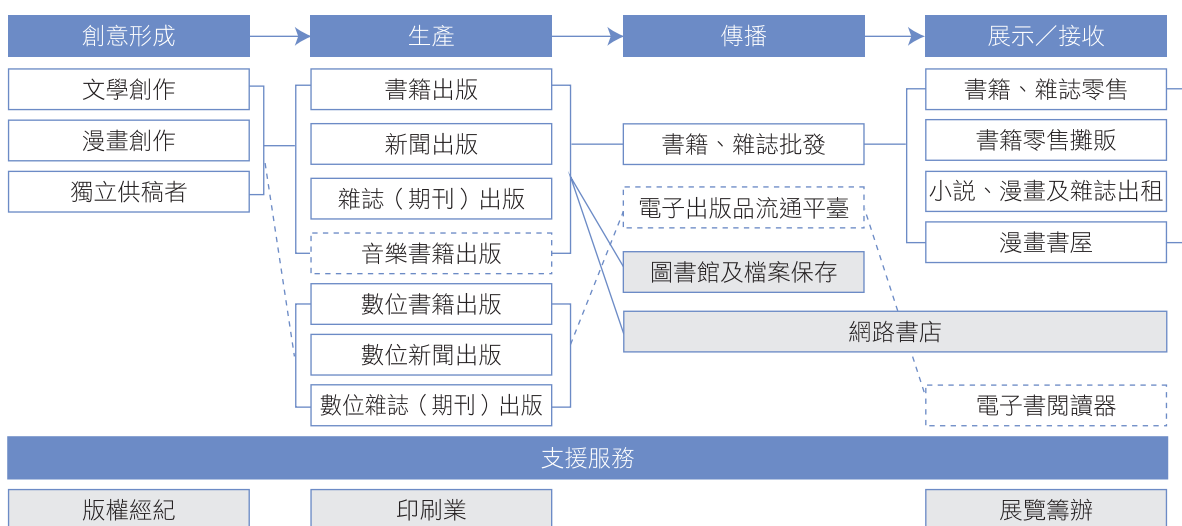 創意形成
生產
傳播
展示／接收
文學創作
漫畫創作
獨立供稿者
書籍出版
新聞出版
雜誌（期刊）出版
音樂書籍出版
數位書籍出版
數位新聞出版
數位雜誌（期刊）出版
書籍、雜誌批發
電子出版品流通平臺
圖書館及檔案保存
網路書店
書籍、雜誌零售
書籍零售攤販
小説、漫畫及雜誌出租
漫畫書屋
電子書閱讀器
支援服務
版權經紀
印刷業
展覽籌辦